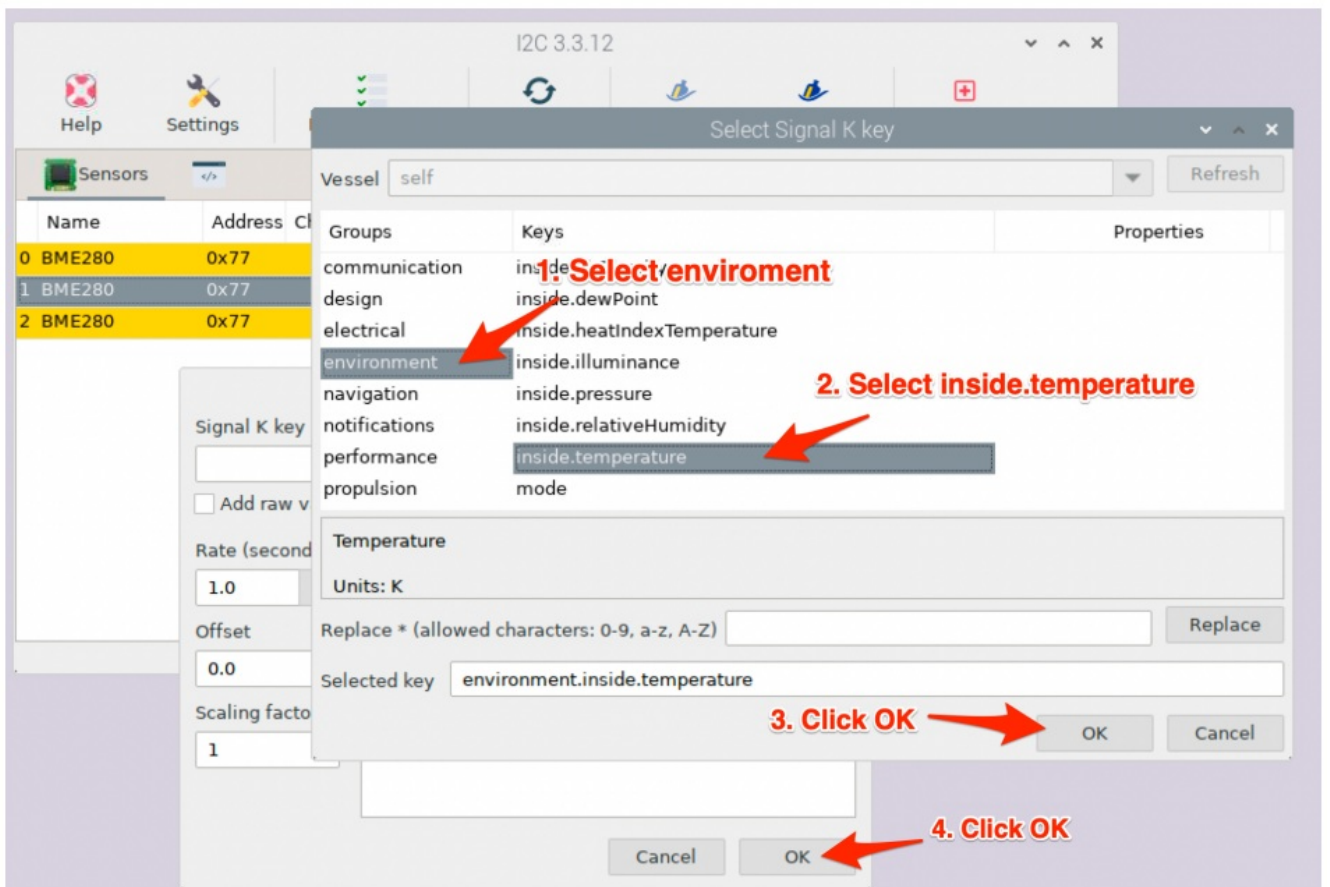 I2C 3.3.12
Help
Settings
Select Signal K key
Sensors
</>
Vessel self
Refresh
Name Address
Groups Keys Properties
0 BME280 0x77
1 BME280 0x77
2 BME280 0x77
communication
design inside.dewPoint
electrical inside.heatIndexTemperature
environment inside.illuminance
navigation inside.pressure
notifications inside.relativeHumidity
performance inside.temperature
propulsion mode
1. Select enviroment
2. Select inside.temperature
Signal K key
Add raw
Temperature
Units: K
Rate
1.0
Replace * (allowed characters: 0-9, a-z, A-Z)
Replace
Offset
0.0
Selected key environment.inside.temperature
Scaling
1
3. Click OK
OK
Cancel
4. Click OK
Cancel
OK